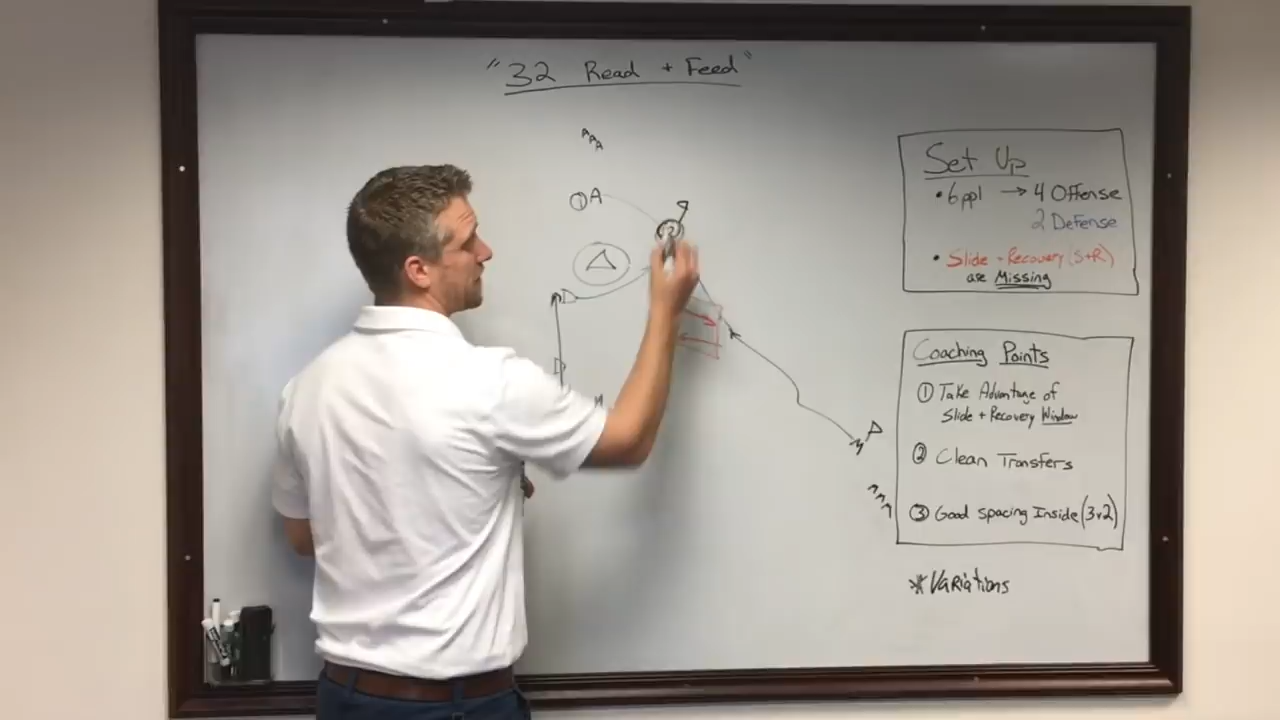 "32 Read + Feed"
A A A
① A
Set Up
• 6 ppl → 4 Offense
2 Defense
• Slide + Recovery (S+R)
are Missing
Coaching Points
① Take Advantage of
Slide + Recovery Window
② Clean Transfers
③ Good Spacing Inside (3v2)
* Variations